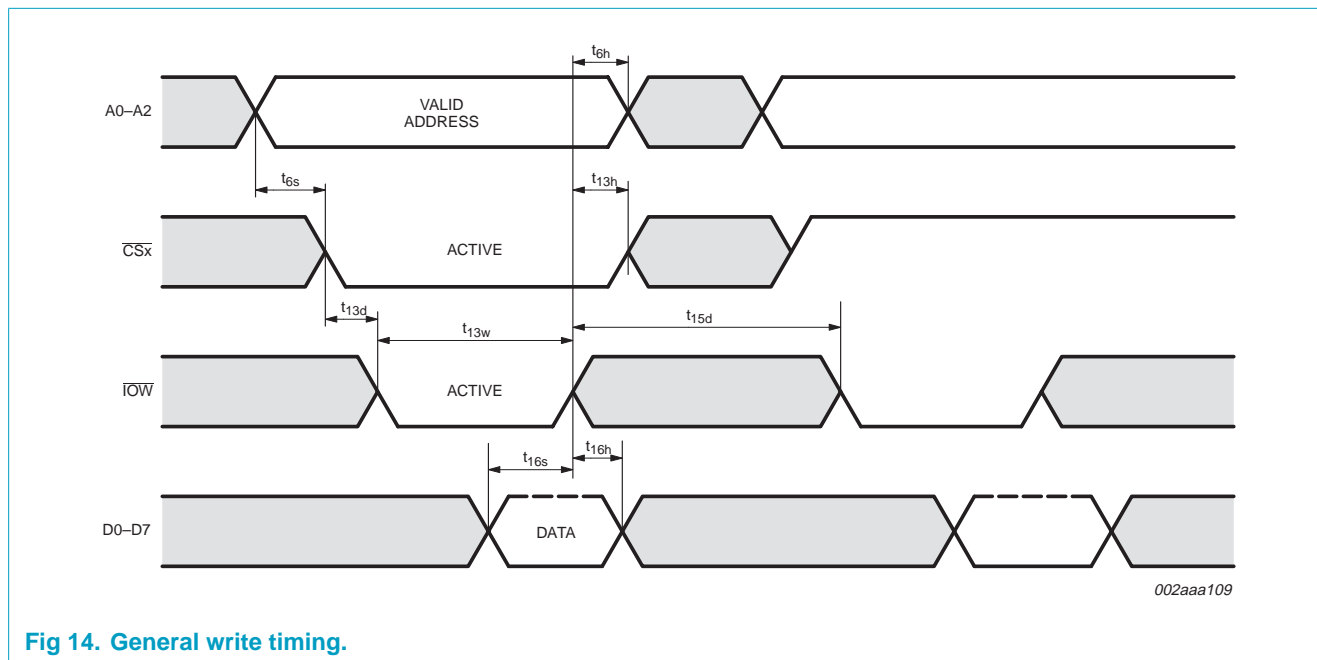 t6h
A0–A2
VALID
ADDRESS
t6s
t13h
CSx
ACTIVE
t13d
t13w
t15d
IOW
ACTIVE
t16s
t16h
D0–D7
DATA
002aaa109
Fig 14. General write timing.